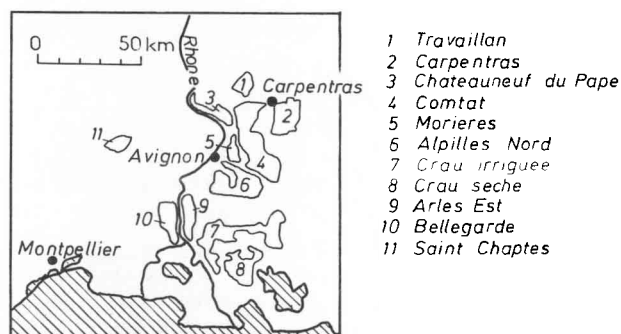 0 50 km
Rhone
1
Carpentras
2
3
11
5
Avignon
4
6
10
9
7
Montpellier
8
1 Travaillan
2 Carpentras
3 Chateauneuf du Pape
4 Comtat
5 Morieres
6 Alpilles Nord
7 Crau irriguee
8 Crau seche
9 Arles Est
10 Bellegarde
11 Saint Chaptes